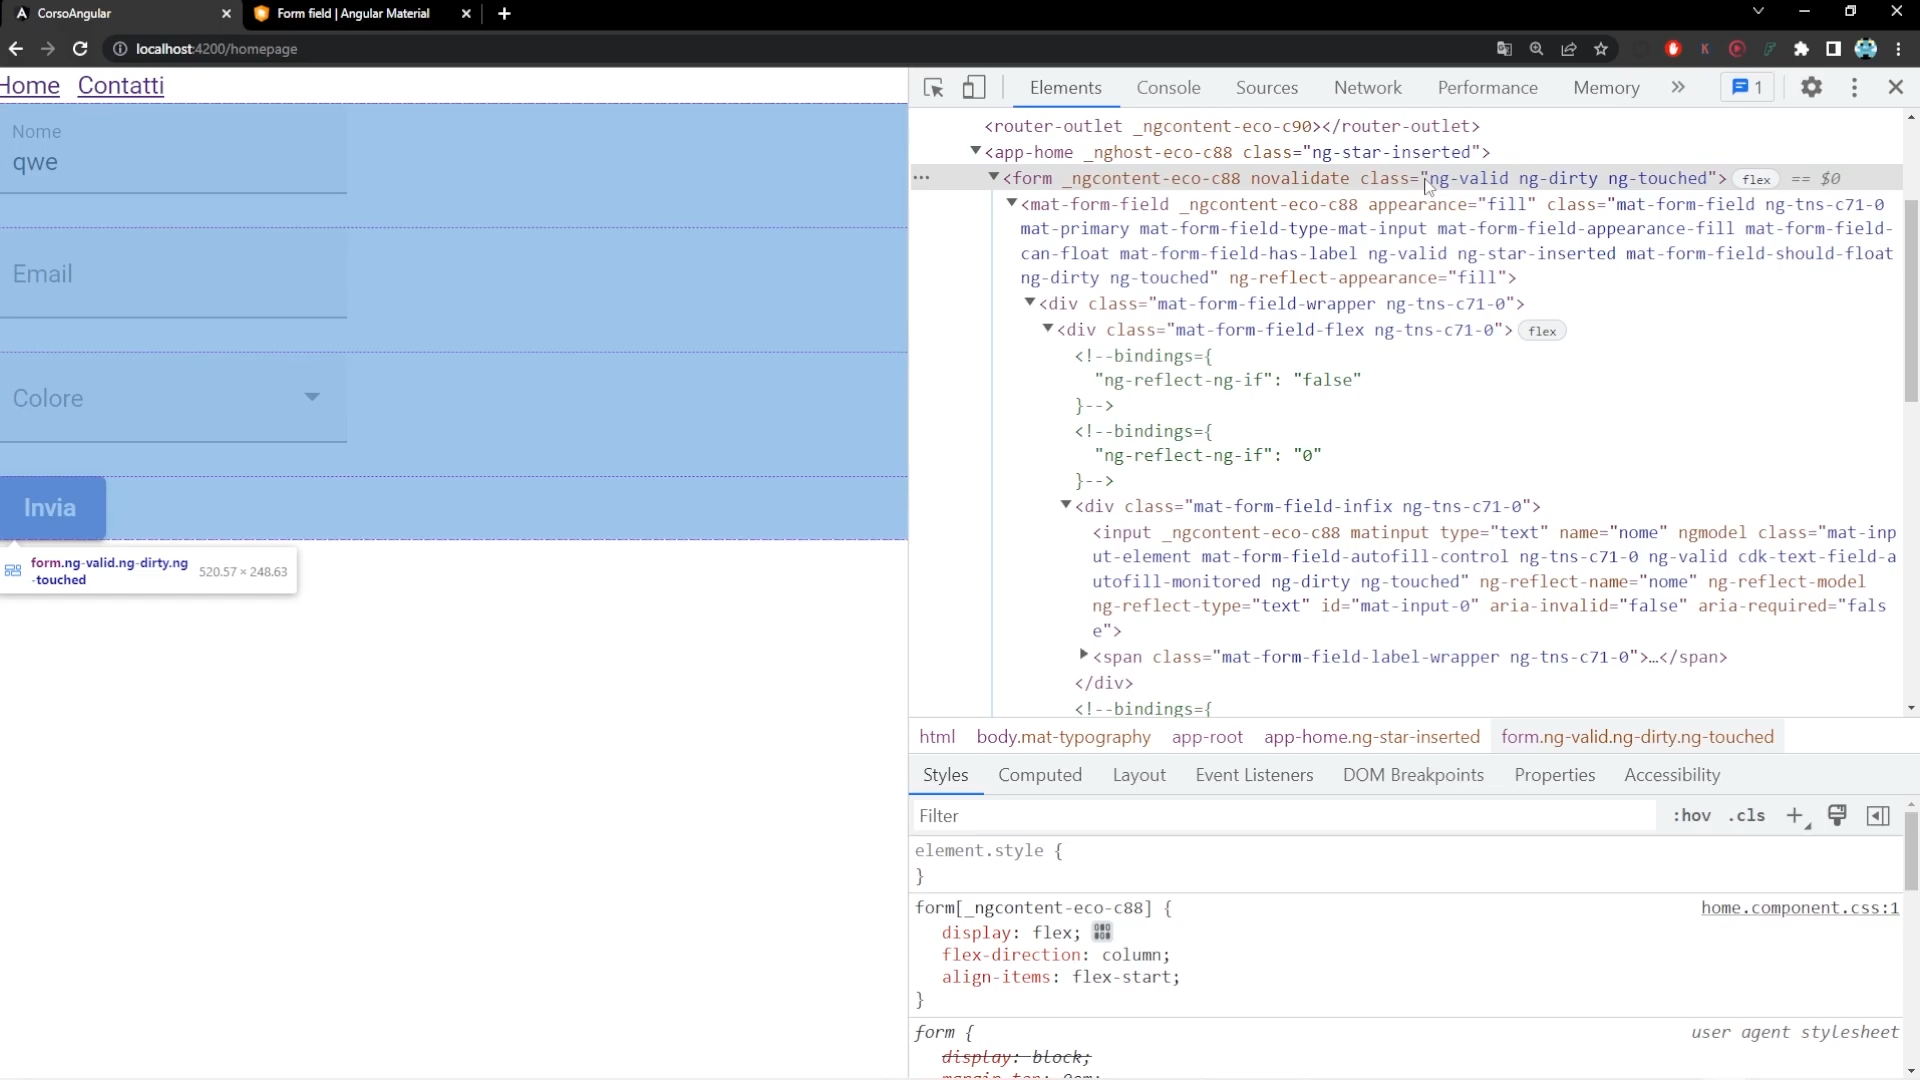 CorsoAngular
Form field | Angular Material
localhost:4200/homepage
Home Contatti
Nome
qwe
Email
Colore
Invia
form.ng-valid.ng-dirty.ng
-touched
520.57 × 248.63
Elements Console Sources Network Performance Memory 1
<router-outlet _ngcontent-eco-c90></router-outlet>
<app-home _nghost-eco-c88 class="ng-star-inserted">
<form _ngcontent-eco-c88 novalidate class="ng-valid ng-dirty ng-touched"> flex == $0
<mat-form-field _ngcontent-eco-c88 appearance="fill" class="mat-form-field ng-tns-c71-0
mat-primary mat-form-field-type-mat-input mat-form-field-appearance-fill mat-form-field-
can-float mat-form-field-has-label ng-valid ng-star-inserted mat-form-field-should-float
ng-dirty ng-touched" ng-reflect-appearance="fill">
<div class="mat-form-field-wrapper ng-tns-c71-0">
<div class="mat-form-field-flex ng-tns-c71-0"> flex
<!--bindings={
"ng-reflect-ng-if": "false"
}-->
<!--bindings={
"ng-reflect-ng-if": "0"
}-->
<div class="mat-form-field-infix ng-tns-c71-0">
<input _ngcontent-eco-c88 matinput type="text" name="nome" ngmodel class="mat-inp
ut-element mat-form-field-autofill-control ng-tns-c71-0 ng-valid cdk-text-field-a
utofill-monitored ng-dirty ng-touched" ng-reflect-name="nome" ng-reflect-model
ng-reflect-type="text" id="mat-input-0" aria-invalid="false" aria-required="fals
e">
<span class="mat-form-field-label-wrapper ng-tns-c71-0">…</span>
</div>
<!--bindings={
html body.mat-typography app-root app-home.ng-star-inserted form.ng-valid.ng-dirty.ng-touched
Styles Computed Layout Event Listeners DOM Breakpoints Properties Accessibility
Filter :hov .cls
element.style {
}
form[_ngcontent-eco-c88] { home.component.css:1
display: flex;
flex-direction: column;
align-items: flex-start;
}
form { user agent stylesheet
display: block;
margin-top: 0em;